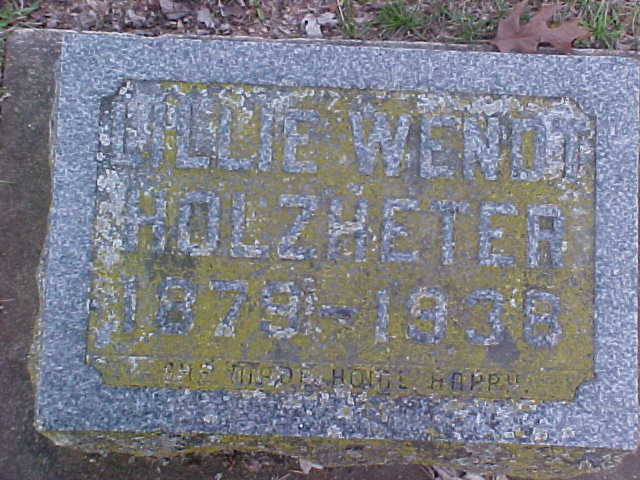 LILLIE WENDT
HOLZHETER
1879-1938
SHE MADE HOME HAPPY